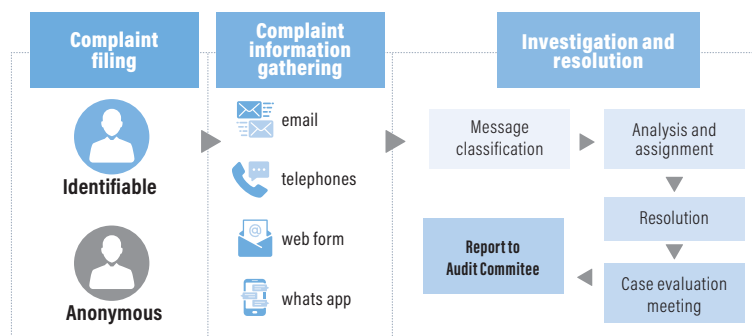 Complaint
filing
Identifiable
Anonymous
Complaint
information
gathering
@
email
telephones
web form
whats app
Investigation and
resolution
Message
classification
Analysis and
assignment
Resolution
Case evaluation
meeting
Report to
Audit Commitee